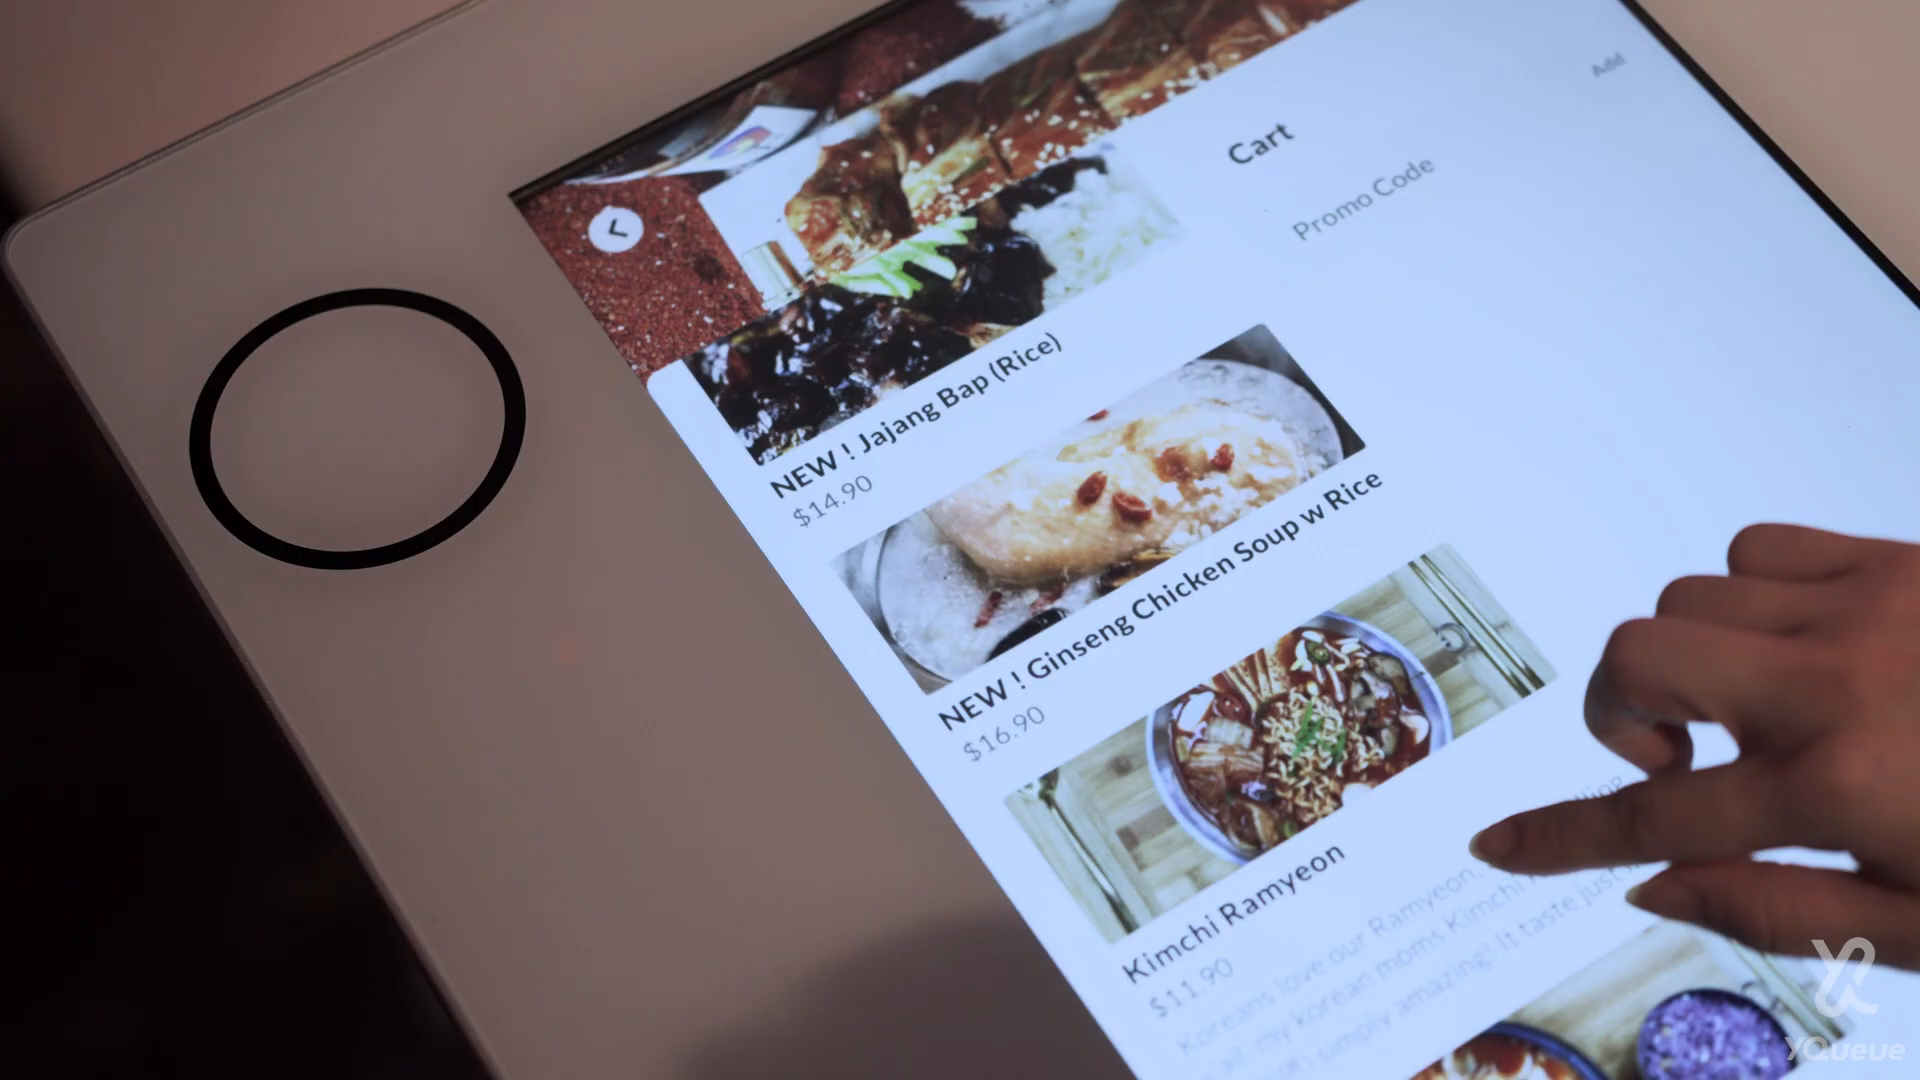 Add
Cart
Promo Code
NEW ! Jajang Bap (Rice)
$14.90
NEW ! Ginseng Chicken Soup w Rice
$16.90
Kimchi Ramyeon
$11.90
Koreans love our Ramyeon,
call my korean moms Kimchi
simply amazing! It taste just
YQueue